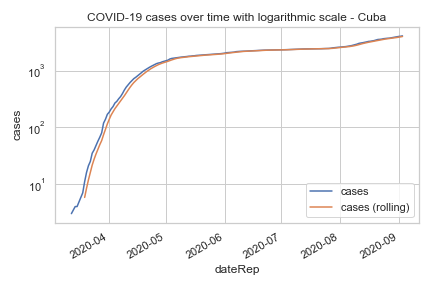 COVID-19 cases over time with logarithmic scale - Cuba
cases
10³
10²
10¹
cases
cases (rolling)
2020-04
2020-05
2020-06
2020-07
2020-08
2020-09
dateRep